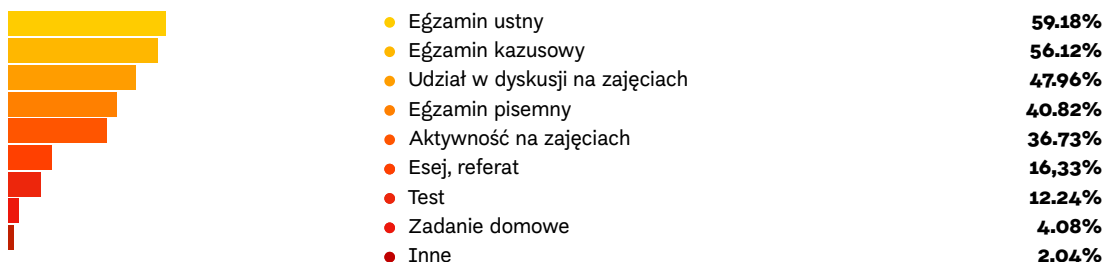 Egzamin ustny 59.18%
Egzamin kazusowy 56.12%
Udział w dyskusji na zajęciach 47.96%
Egzamin pisemny 40.82%
Aktywność na zajęciach 36.73%
Esej, referat 16,33%
Test 12.24%
Zadanie domowe 4.08%
Inne 2.04%